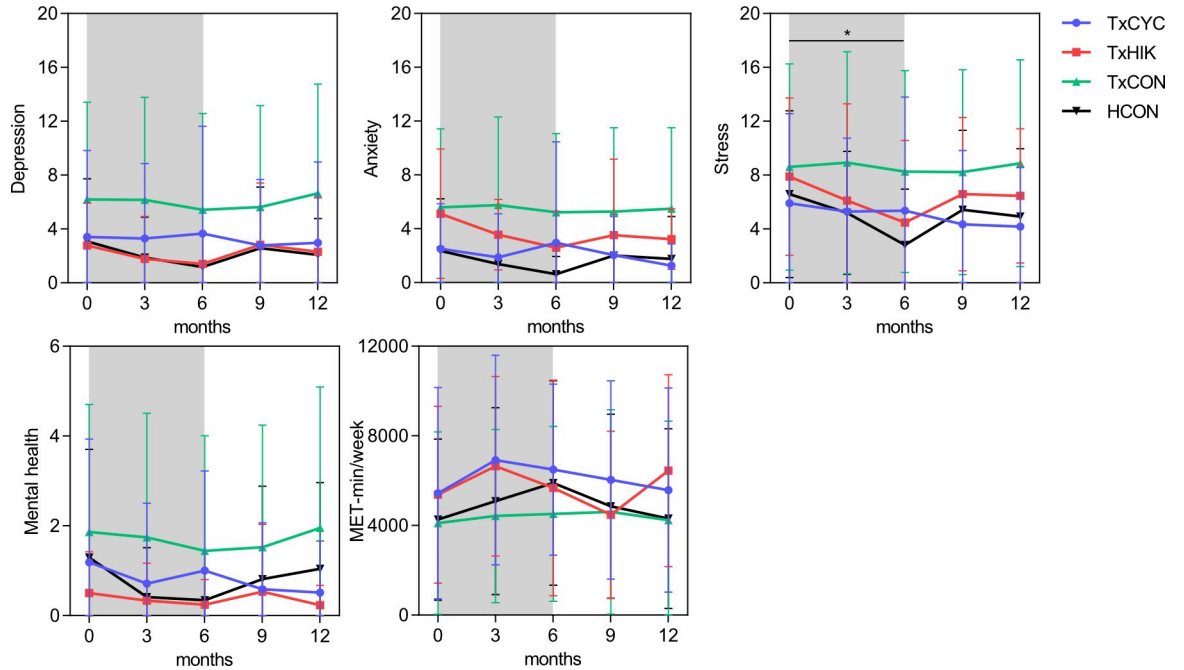 Depression
20
16
12
8
4
0
0 3 6 9 12
months
Anxiety
20
16
12
8
4
0
0 3 6 9 12
months
Stress
20
16
12
8
4
0
*
0 3 6 9 12
months
TxCYC
TxHIK
TxCON
HCON
Mental health
6
4
2
0
0 3 6 9 12
months
MET-min/week
12000
8000
4000
0
0 3 6 9 12
months